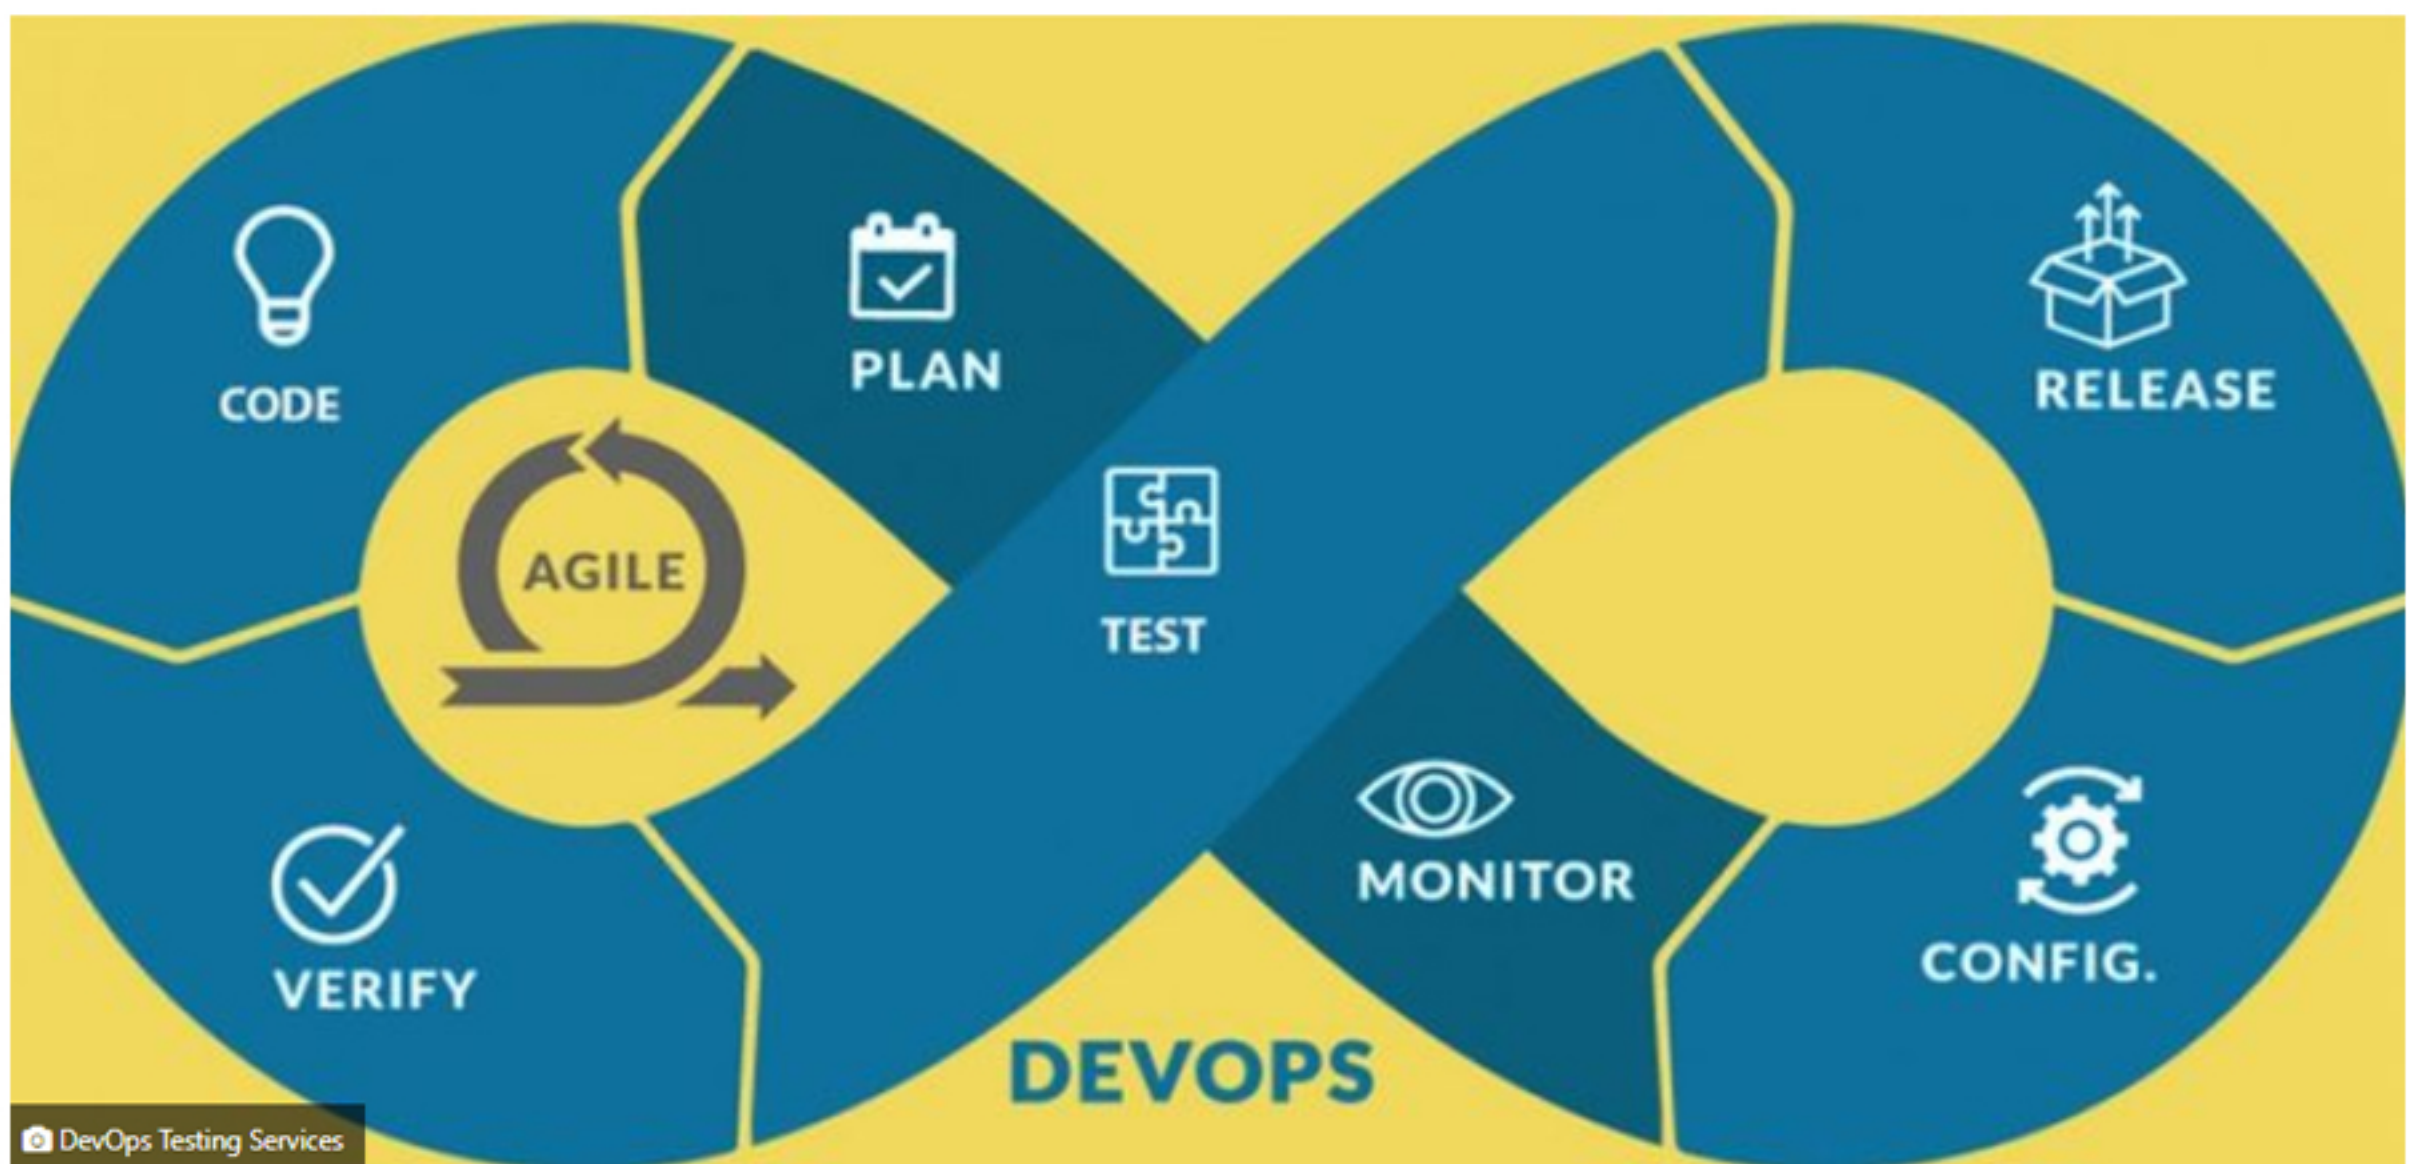 CODE
PLAN
RELEASE
AGILE
TEST
VERIFY
MONITOR
CONFIG.
DEVOPS
DevOps Testing Services